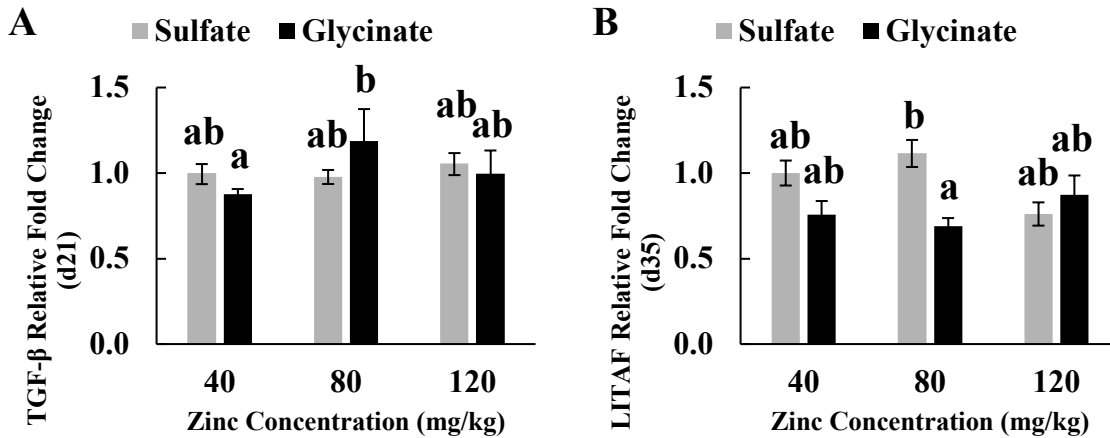 A
Sulfate Glycinate
TGF-β Relative Fold Change
(d21)
1.5
1.0
0.5
0.0
ab
a
ab
b
ab
ab
40 80 120
Zinc Concentration (mg/kg)
B
Sulfate Glycinate
LITAF Relative Fold Change
(d35)
1.5
1.0
0.5
0.0
ab
ab
b
a
ab
ab
40 80 120
Zinc Concentration (mg/kg)